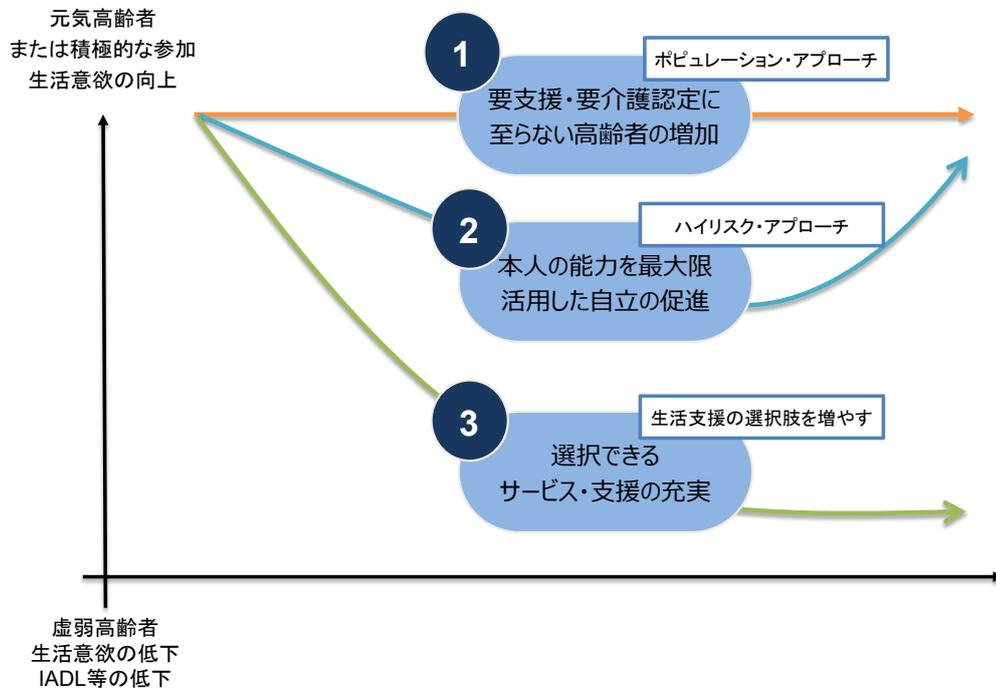 元気高齢者
または積極的な参加
生活意欲の向上
1
ポピュレーション・アプローチ
要支援・要介護認定に
至らない高齢者の増加
2
ハイリスク・アプローチ
本人の能力を最大限
活用した自立の促進
3
生活支援の選択肢を増やす
選択できる
サービス・支援の充実
虚弱高齢者
生活意欲の低下
IADL等の低下